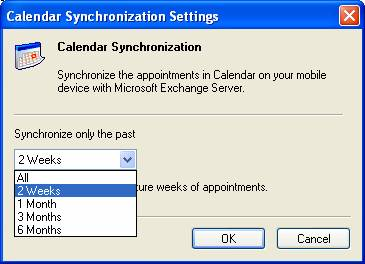 Calendar Synchronization Settings
Calendar Synchronization
Synchronize the appointments in Calendar on your mobile
device with Microsoft Exchange Server.
Synchronize only the past
2 Weeks
All
2 Weeks
weeks of appointments.
1 Month
3 Months
6 Months
OK
Cancel